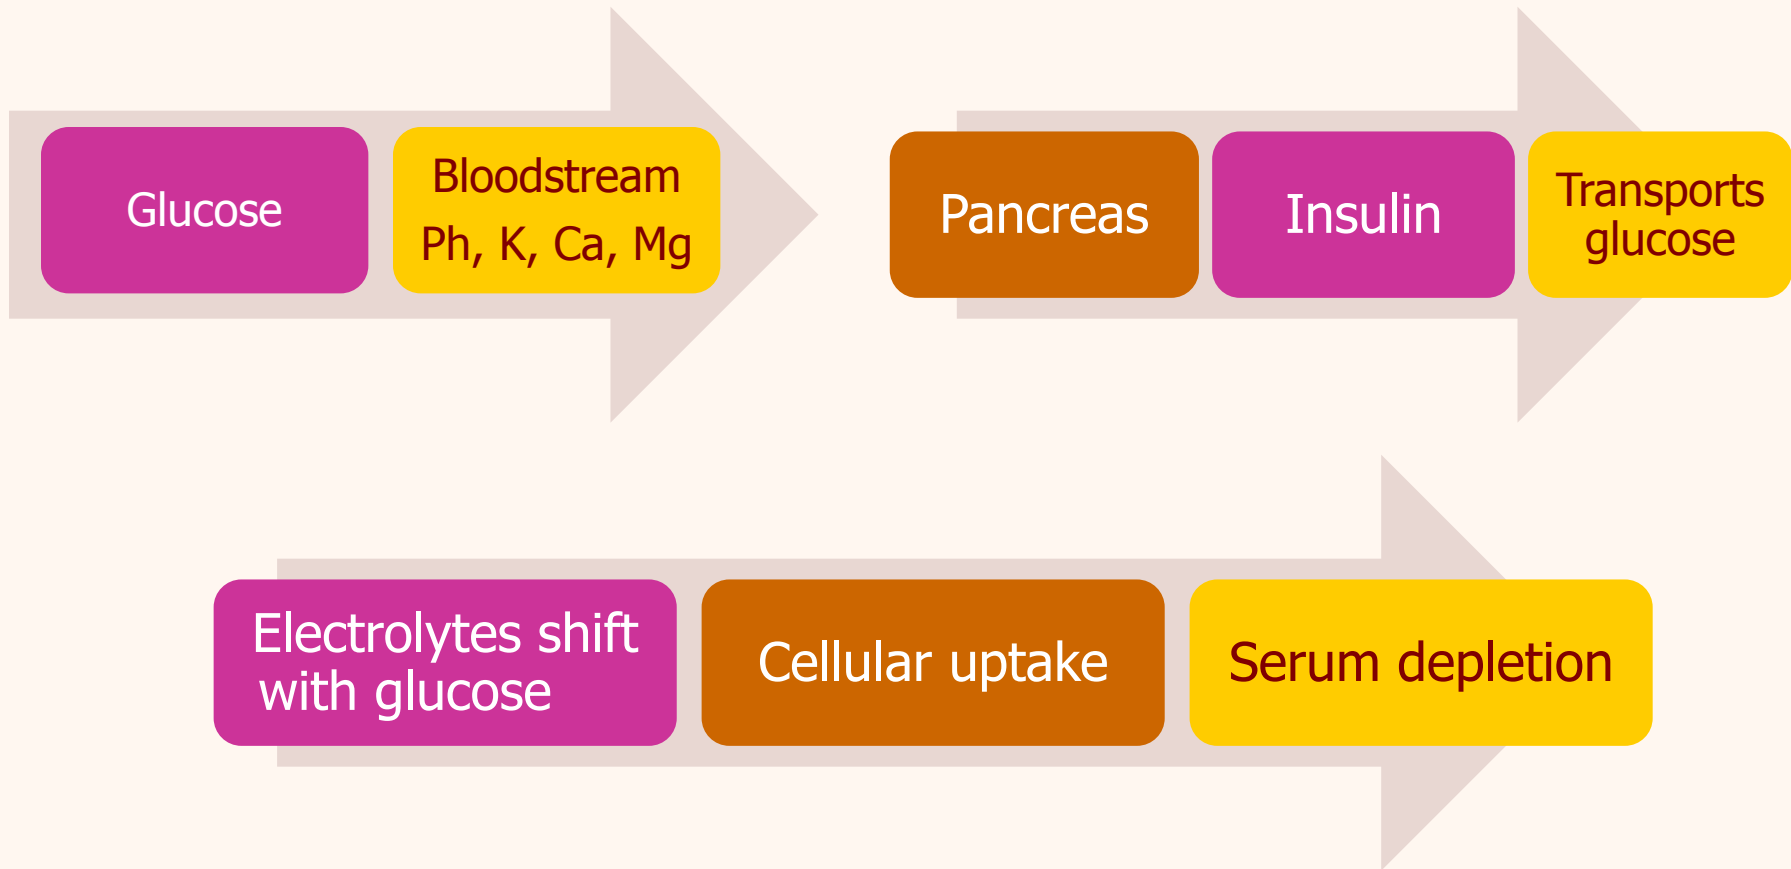 Glucose
Bloodstream
Ph, K, Ca, Mg
Pancreas
Insulin
Transports
glucose
Electrolytes shift
with glucose
Cellular uptake
Serum depletion